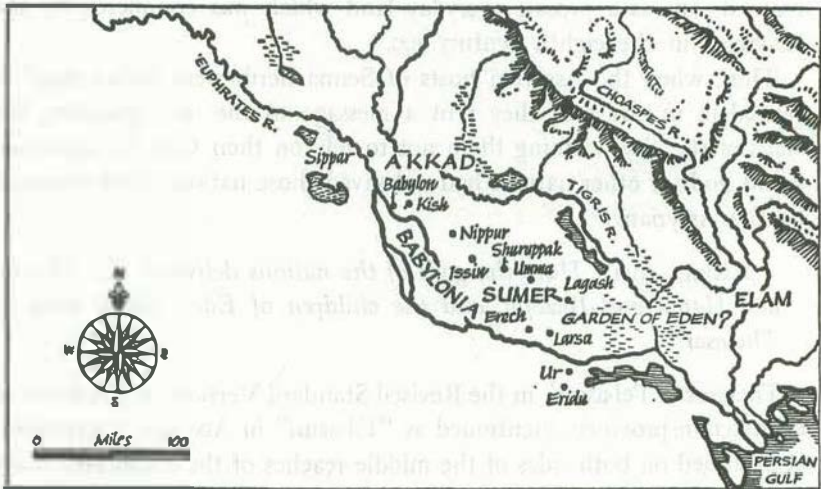 EUPHRATES R.
CHOASPES R.
Sippar
AKKAD
Babylon
Kish
TIGRIS R.
Nippur
Shuruppak
BABYLONIA
Issin
Umma
Lagash
SUMER
ELAM
GARDEN OF EDEN?
Erech
Larsa
Ur
Eridu
N
W
S
0 Miles 100
PERSIAN
GULF